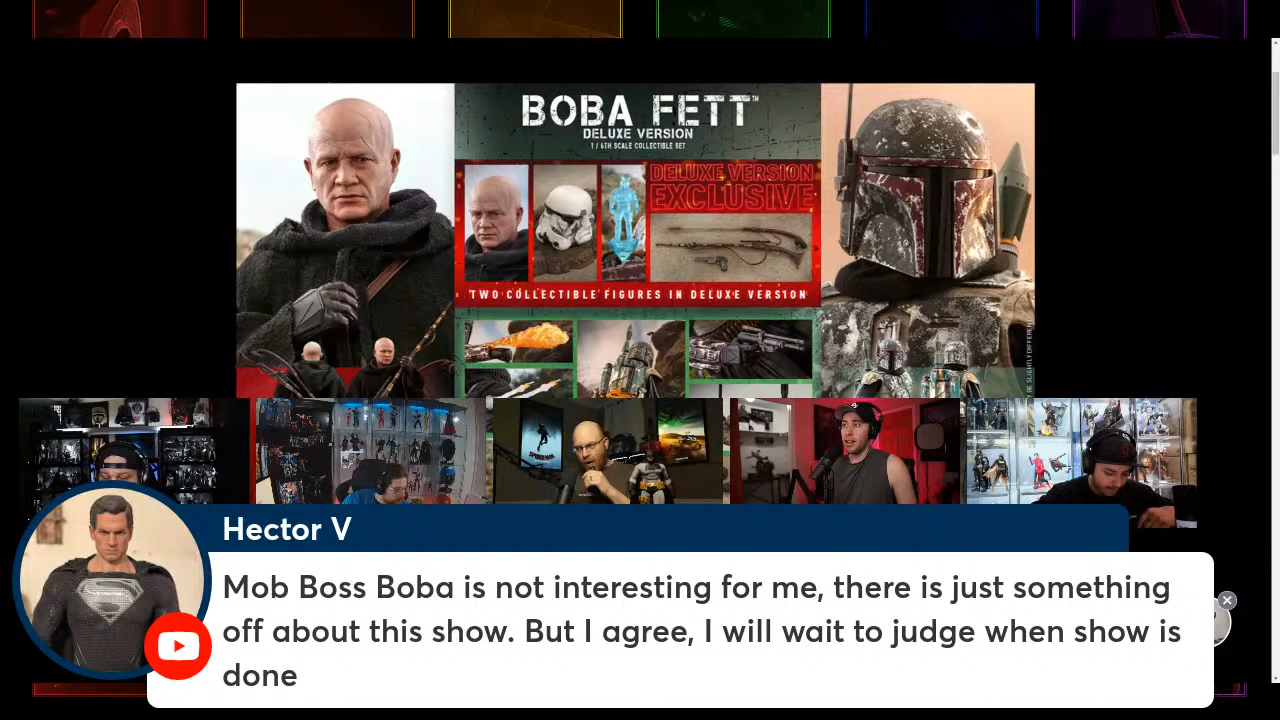 BOBA FETT™
DELUXE VERSION
1 / 6TH SCALE COLLECTIBLE SET
DELUXE VERSION
EXCLUSIVE
TWO COLLECTIBLE FIGURES IN DELUXE VERSION
Hector V
Mob Boss Boba is not interesting for me, there is just something
off about this show. But I agree, I will wait to judge when show is
done